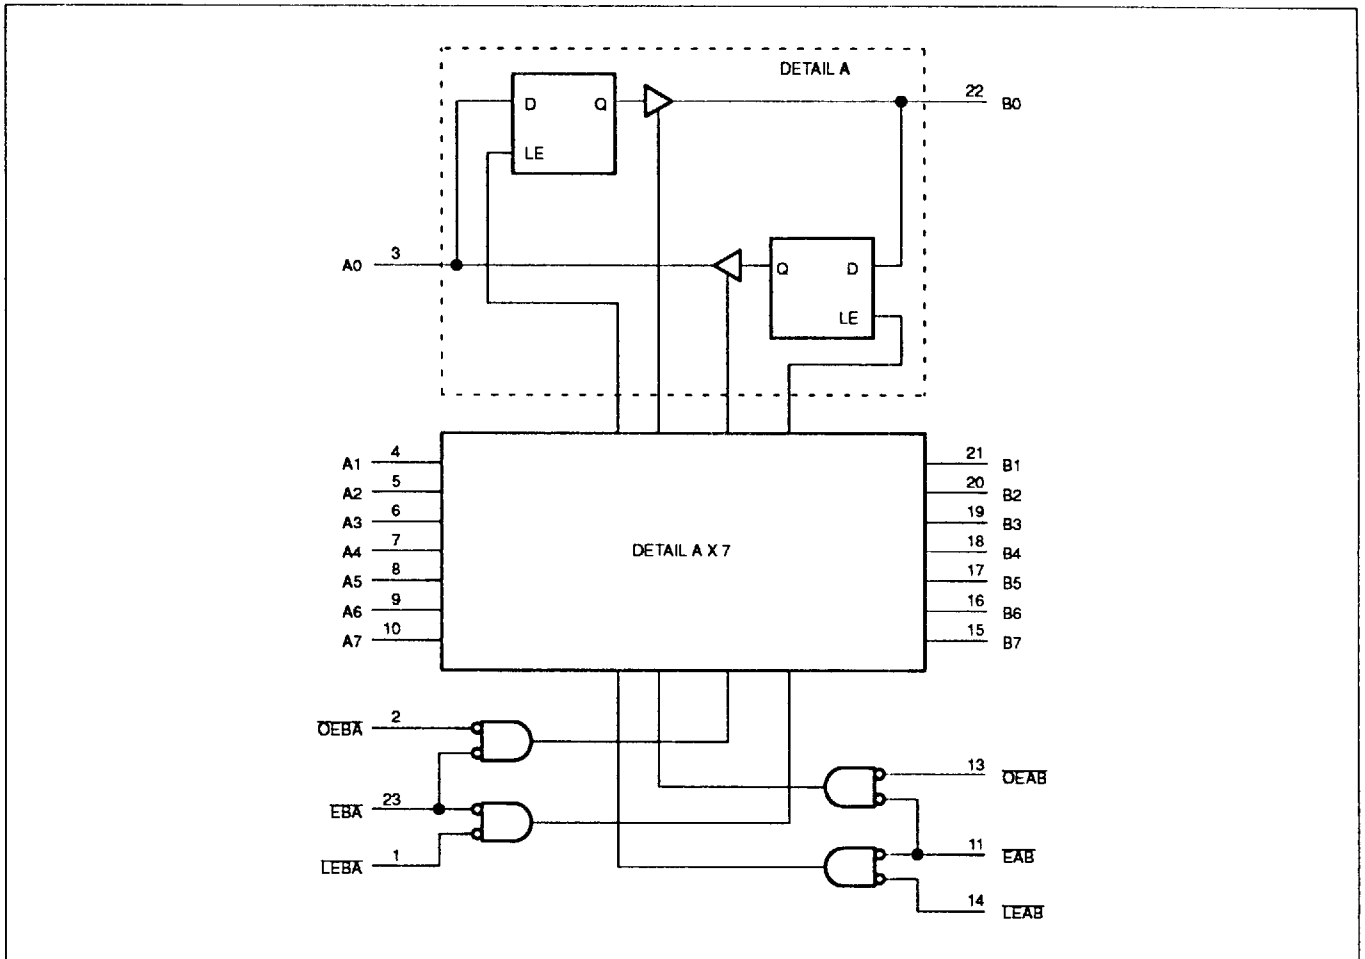 DETAIL A
D Q
LE
22 B0
A0 3
Q D
LE
A1 4
A2 5
A3 6
A4 7
A5 8
A6 9
A7 10
DETAIL A X 7
21 B1
20 B2
19 B3
18 B4
17 B5
16 B6
15 B7
OEBA 2
EBA 23
LEBA 1
13 OEAB
11 EAB
14 LEAB